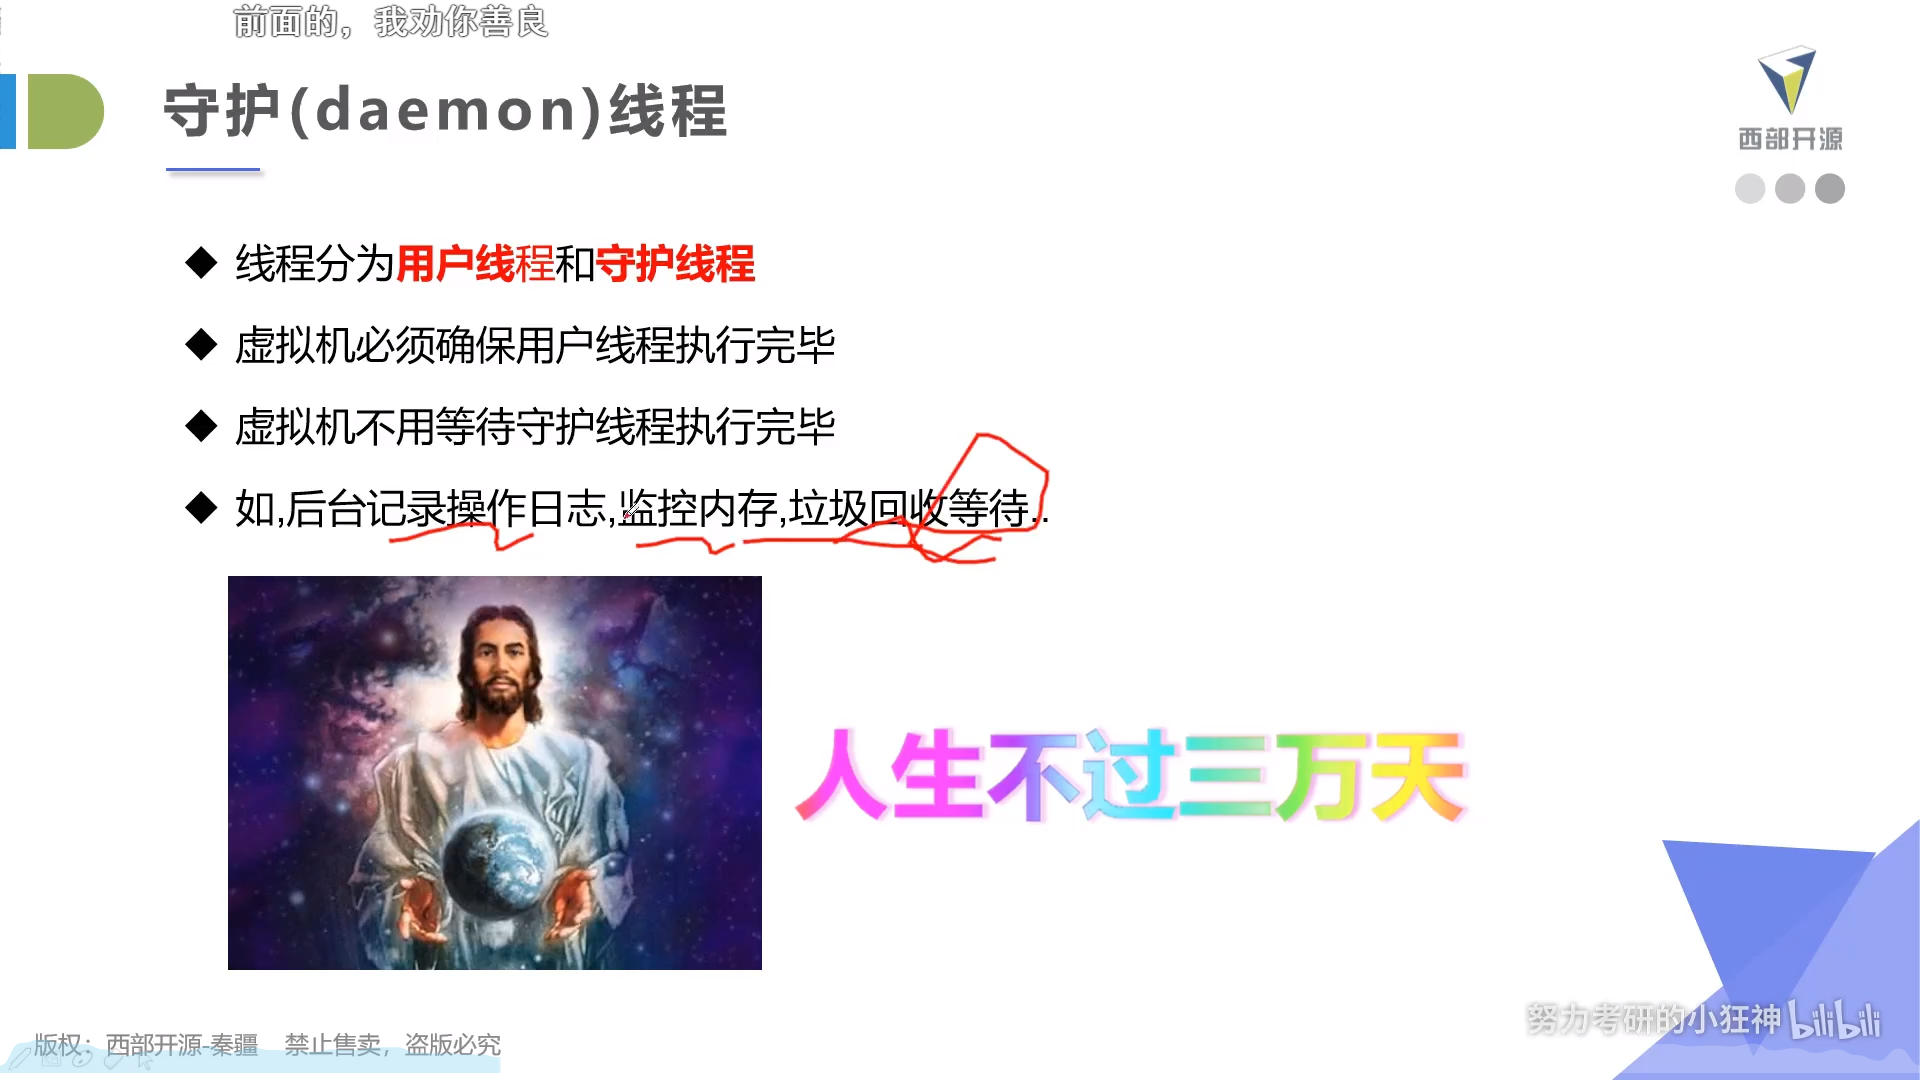 前面的，我劝你善良
守护(daemon)线程
西部开源
线程分为用户线程和守护线程
虚拟机必须确保用户线程执行完毕
虚拟机不用等待守护线程执行完毕
如,后台记录操作日志,监控内存,垃圾回收等待..
人生不过三万天
努力考研的小狂神 bilibili
版权：西部开源-秦疆 禁止售卖，盗版必究